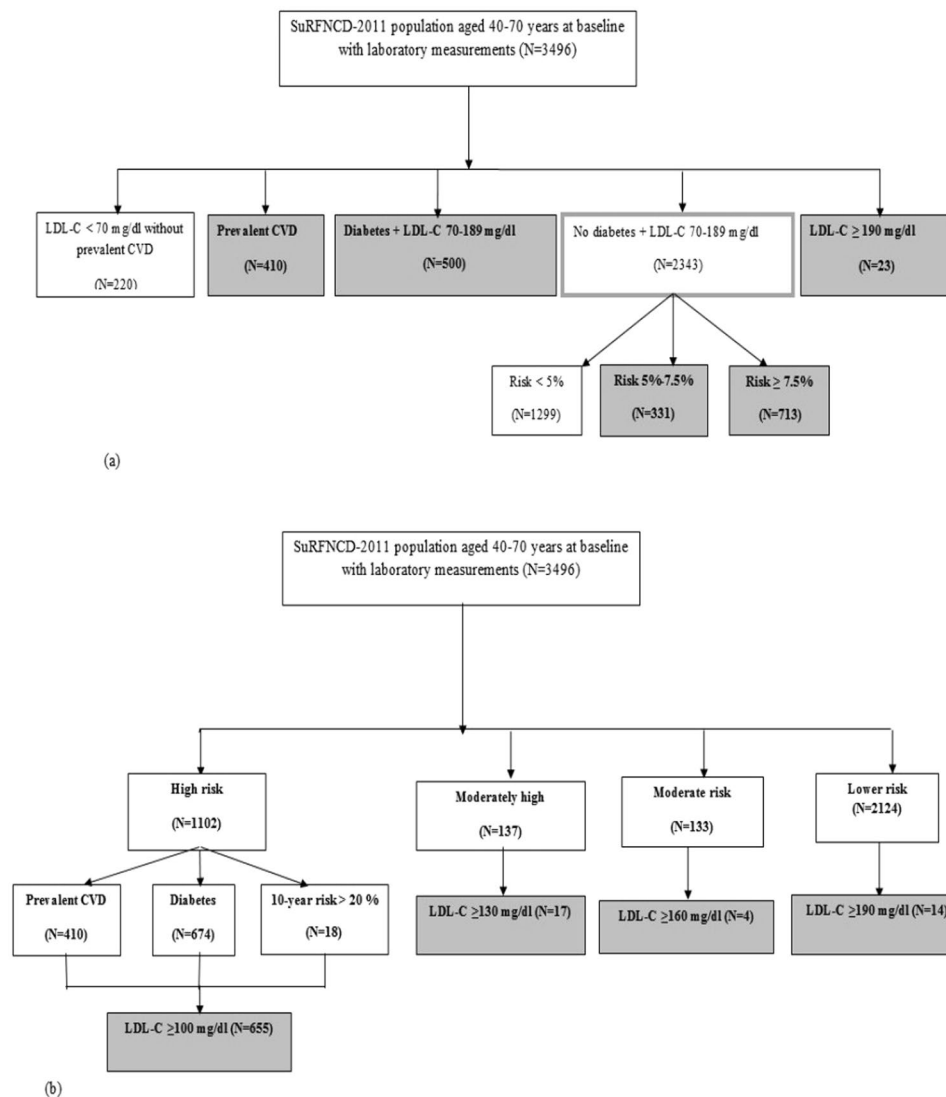 SuRFNCD-2011 population aged 40-70 years at baseline
with laboratory measurements (N=3496)
LDL-C < 70 mg/dl without
prevalent CVD
(N=220)
Prevalent CVD
(N=410)
Diabetes + LDL-C 70-189 mg/dl
(N=500)
No diabetes + LDL-C 70-189 mg/dl
(N=2343)
LDL-C ≥ 190 mg/dl
(N=23)
Risk < 5%
(N=1299)
Risk 5%-7.5%
(N=331)
Risk ≥ 7.5%
(N=713)
(a)
SuRFNCD-2011 population aged 40-70 years at baseline
with laboratory measurements (N=3496)
High risk
(N=1102)
Moderately high
(N=137)
Moderate risk
(N=133)
Lower risk
(N=2124)
Prevalent CVD
(N=410)
Diabetes
(N=674)
10-year risk> 20 %
(N=18)
LDL-C ≥130 mg/dl (N=17)
LDL-C ≥160 mg/dl (N=4)
LDL-C ≥190 mg/dl (N=14)
LDL-C ≥100 mg/dl (N=655)
(b)